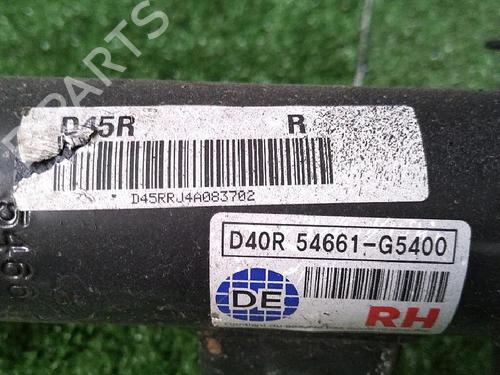 D45R R
D45RRJ4A083702
D40R 54661-G5400
DE
RH
PARTS